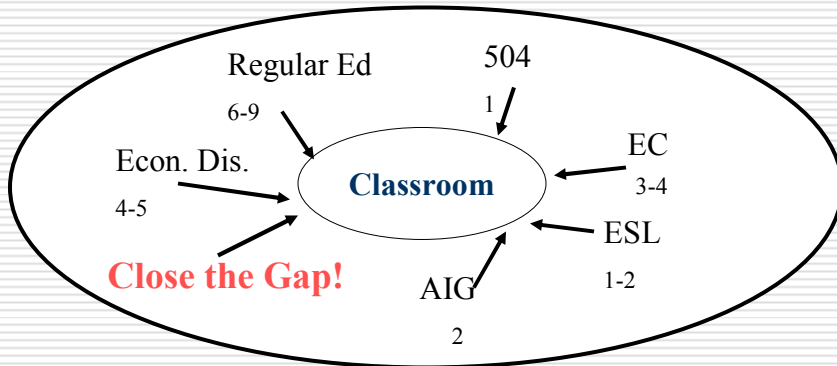 Regular Ed
6-9
504
1
EC
3-4
Econ. Dis.
4-5
Classroom
ESL
1-2
Close the Gap!
AIG
2